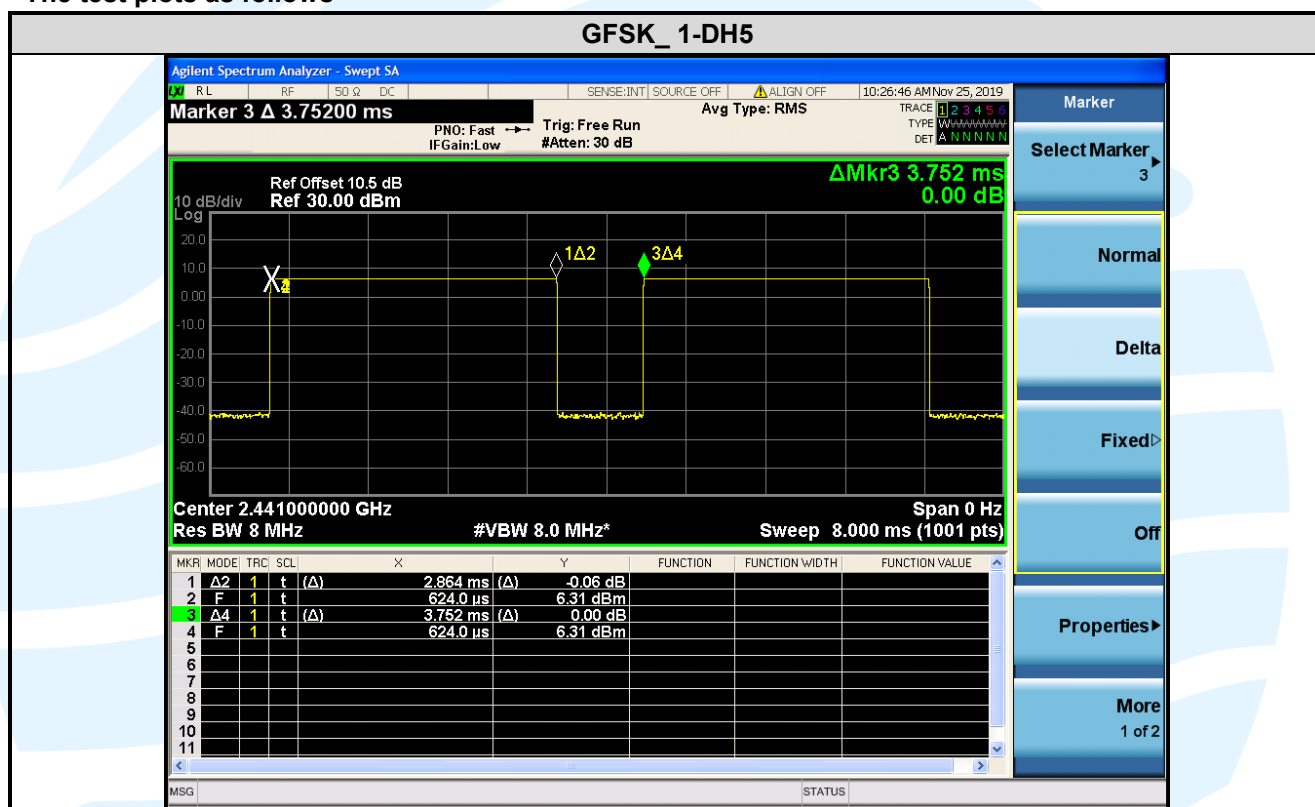 The test plots as follows
GFSK_ 1-DH5
Agilent Spectrum Analyzer - Swept SA
LXI RL RF 50 Ω DC SENSE:INT SOURCE OFF ALIGN OFF 10:26:46 AM Nov 25, 2019
Marker 3 Δ 3.75200 ms
PNO: Fast
IFGain:Low
Trig: Free Run
#Atten: 30 dB
Avg Type: RMS
TRACE 1 2 3 4 5 6
TYPE WWWWWW
DET A N N N N N
Ref Offset 10.5 dB
10 dB/div Ref 30.00 dBm
Log
ΔMkr3 3.752 ms
0.00 dB
20.0
10.0
0.00
-10.0
-20.0
-30.0
-40.0
-50.0
-60.0
1Δ2
3Δ4
Center 2.441000000 GHz Span 0 Hz
Res BW 8 MHz #VBW 8.0 MHz* Sweep 8.000 ms (1001 pts)
MKR MODE TRC SCL X Y FUNCTION FUNCTION WIDTH FUNCTION VALUE
1 Δ2 1 t (Δ) 2.864 ms (Δ) -0.06 dB
2 F 1 t 624.0 µs 6.31 dBm
3 Δ4 1 t (Δ) 3.752 ms (Δ) 0.00 dB
4 F 1 t 624.0 µs 6.31 dBm
5
6
7
8
9
10
11
MSG STATUS
Marker
Select Marker
3
Normal
Delta
Fixed
Off
Properties
More
1 of 2